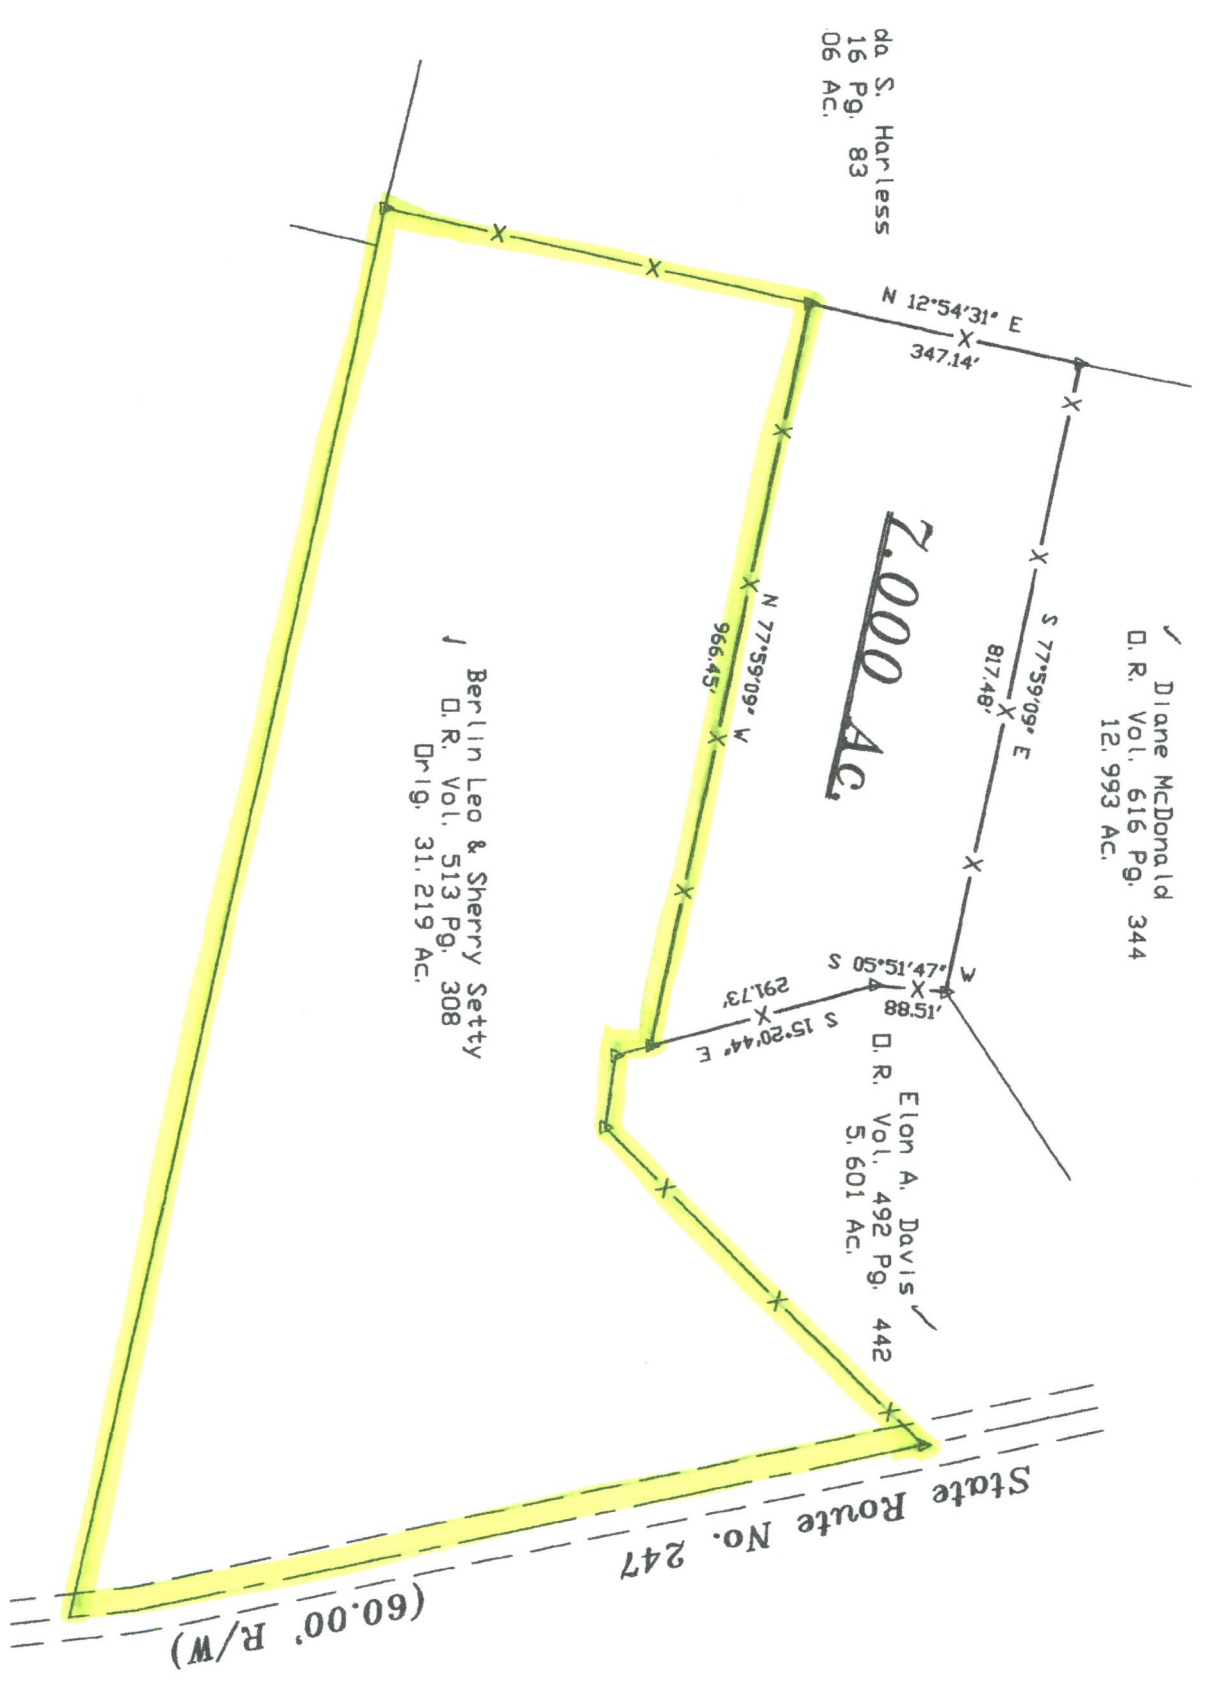 da S. Harless
16 Pg. 83
.06 Ac.
N 12°54'31" E
347.14'
S 77°59'09" E
817.48'
✓ Diane McDonald
O.R. Vol. 616 Pg. 344
12.993 Ac.
7.000 Ac.
N 77°59'09" W
966.45'
S 05°51'47" W
88.51'
S 15°20'44" E
291.73'
Elon A. Davis ✓
O.R. Vol. 492 Pg. 442
5.601 Ac.
✓ Berlin Leo & Sherry Setty
O.R. Vol. 513 Pg. 308
Orig. 31.219 Ac.
State Route No. 247
(60.00' R/W)